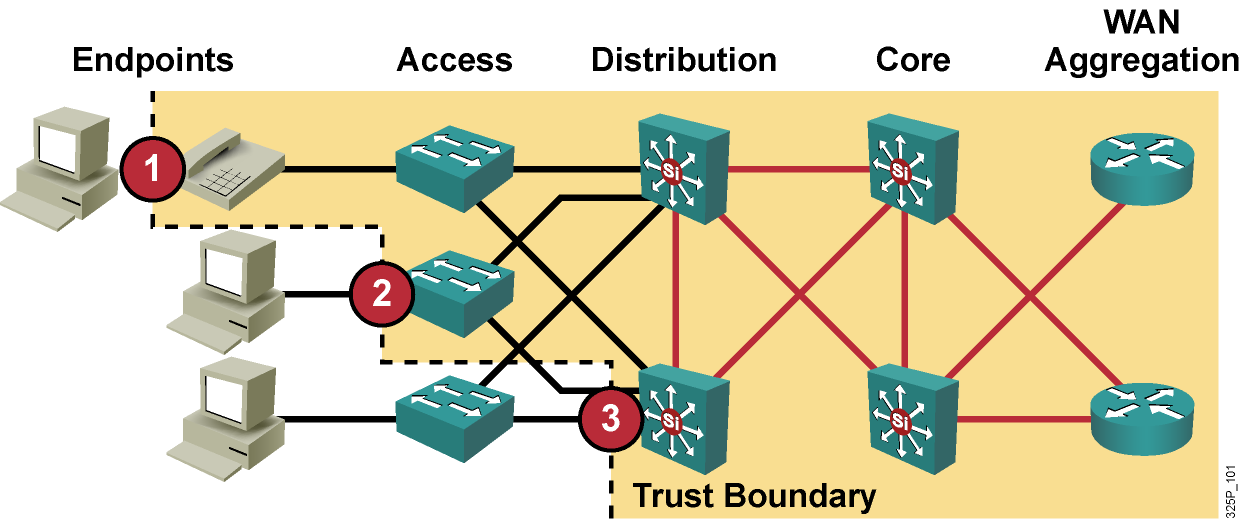 WAN
Endpoints Access Distribution Core Aggregation
1
Si Si
2
3
Si Si
Trust Boundary
325P_101